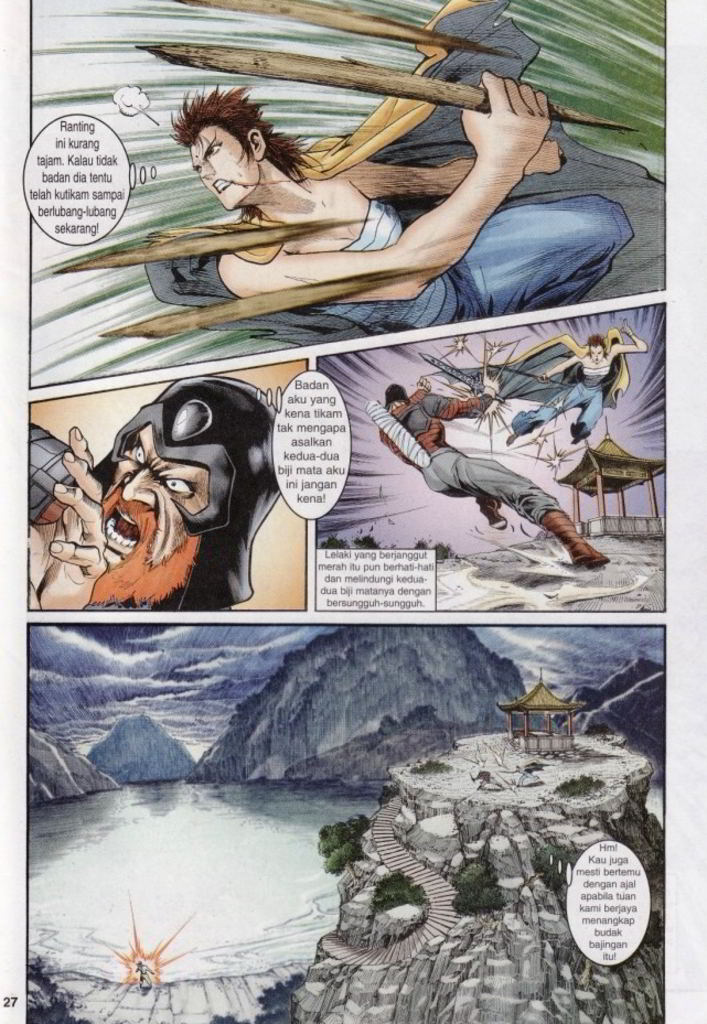 Ranting
ini kurang
tajam. Kalau tidak
badan dia tentu
telah kutikam sampai
berlubang-lubang
sekarang!
Badan
aku yang
kena tikam
tak mengapa
asalkan
kedua-dua
biji mata aku
ini jangan
kena!
Lelaki yang berjanggut
merah itu pun berhati-hati
dan melindungi kedua-
dua biji matanya dengan
bersungguh-sungguh.
Hm!
Kau juga
mesti bertemu
dengan ajal
apabila tuan
kami berjaya
menangkap
budak
bajingan
itu!
27